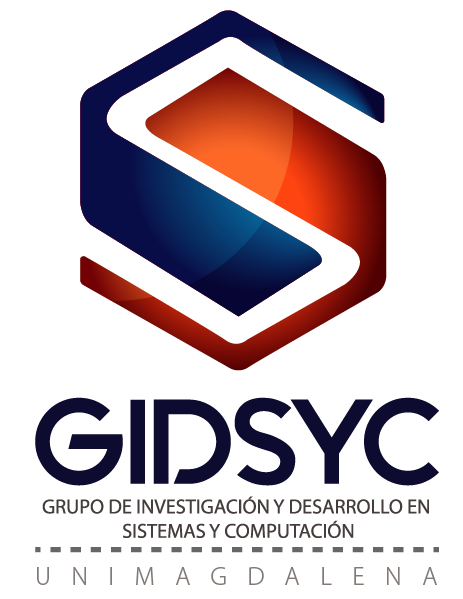 GIDSYC
GRUPO DE INVESTIGACIÓN Y DESARROLLO EN
SISTEMAS Y COMPUTACIÓN
UNIMAGDALENA